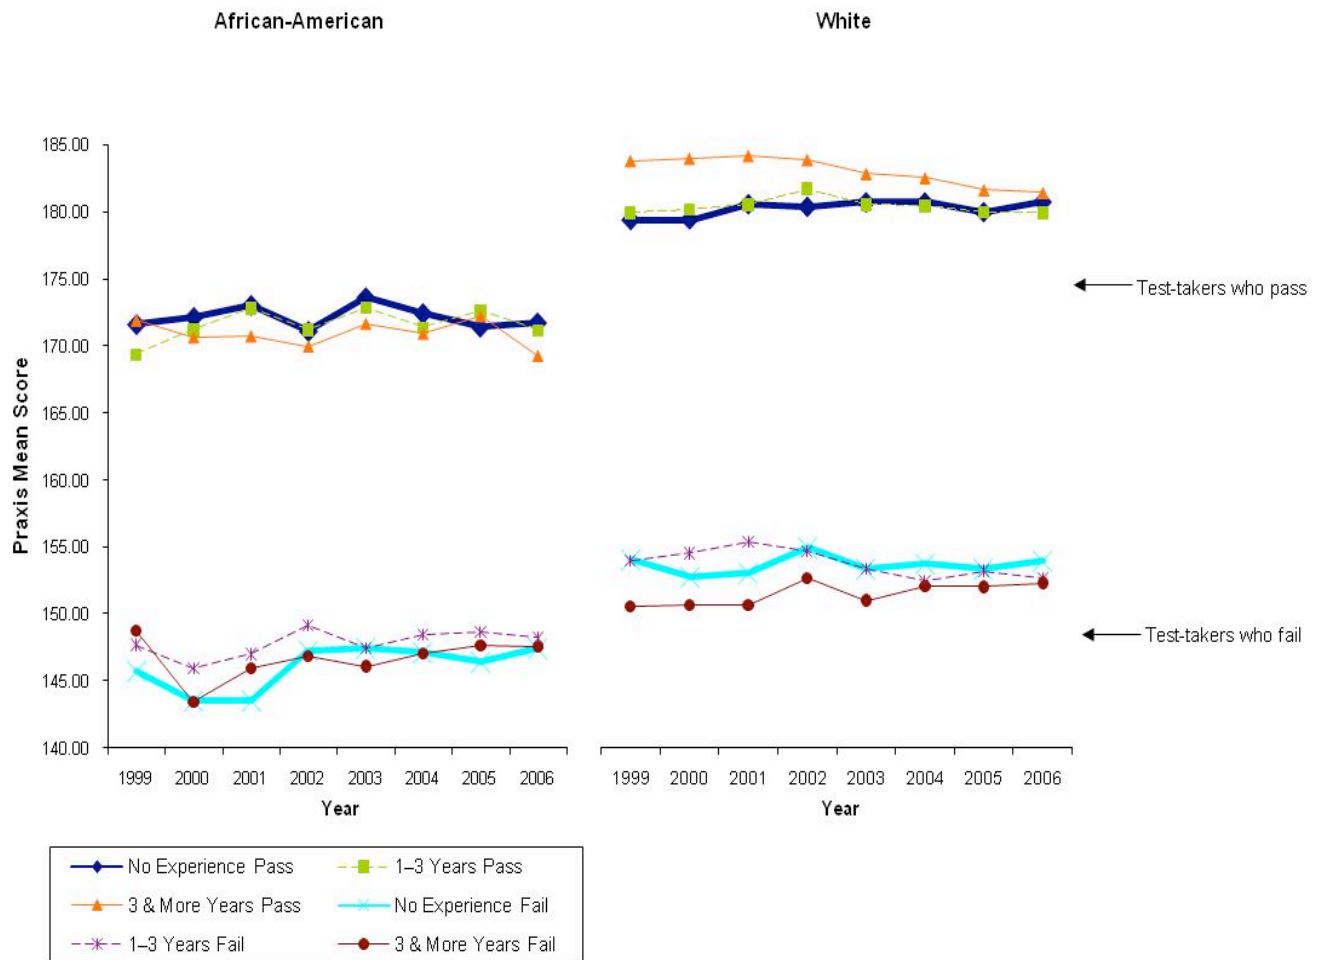 African-American
White
185.00
180.00
175.00
170.00
165.00
160.00
155.00
150.00
145.00
140.00
Praxis Mean Score
1999 2000 2001 2002 2003 2004 2005 2006
Year
1999 2000 2001 2002 2003 2004 2005 2006
Year
Test-takers who pass
Test-takers who fail
No Experience Pass
1–3 Years Pass
3 & More Years Pass
No Experience Fail
1–3 Years Fail
3 & More Years Fail